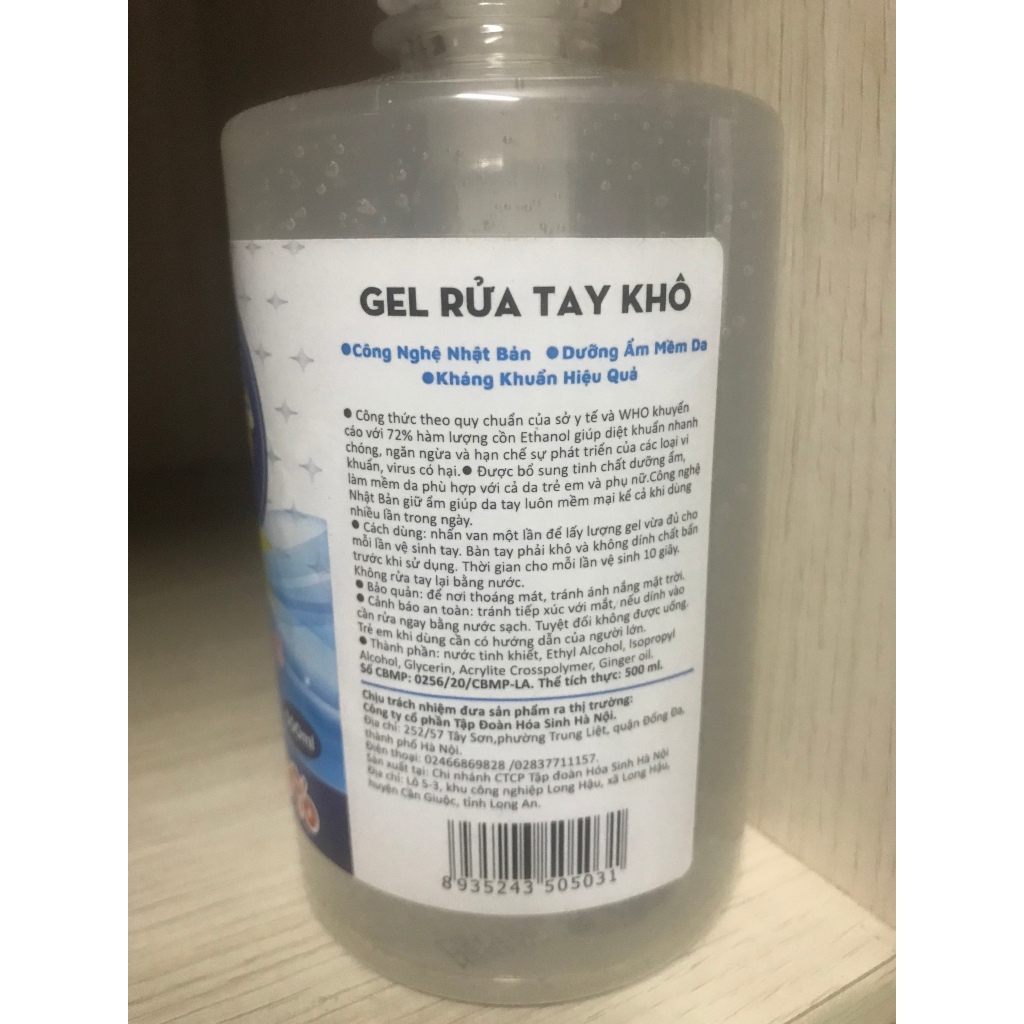 GEL RỬA TAY KHÔ
●Công Nghệ Nhật Bản ●Dưỡng Ẩm Mềm Da
●Kháng Khuẩn Hiệu Quả
● Công thức theo quy chuẩn của sở y tế và WHO khuyến
cáo với 72% hàm lượng cồn Ethanol giúp diệt khuẩn nhanh
chóng, ngăn ngừa và hạn chế sự phát triển của các loại vi
khuẩn, virus có hại.● Được bổ sung tinh chất dưỡng ẩm,
làm mềm da phù hợp với cả da trẻ em và phụ nữ.Công nghệ
Nhật Bản giữ ẩm giúp da tay luôn mềm mại kể cả khi dùng
nhiều lần trong ngày.
● Cách dùng: nhấn van một lần để lấy lượng gel vừa đủ cho
mỗi lần vệ sinh tay. Bàn tay phải khô và không dính chất bẩn
trước khi sử dụng. Thời gian cho mỗi lần vệ sinh 10 giây.
Không rửa tay lại bằng nước.
● Bảo quản: để nơi thoáng mát, tránh ánh nắng mặt trời.
● Cảnh báo an toàn: tránh tiếp xúc với mắt, nếu dính vào
cần rửa ngay bằng nước sạch. Tuyệt đối không được uống.
Trẻ em khi dùng cần có hướng dẫn của người lớn.
● Thành phần: nước tinh khiết, Ethyl Alcohol, Isopropyl
Alcohol, Glycerin, Acrylite Crosspolymer, Ginger oil.
Số CBMP: 0256/20/CBMP-LA. Thể tích thực: 500 ml.
Chịu trách nhiệm đưa sản phẩm ra thị trường:
Công ty cổ phần Tập Đoàn Hóa Sinh Hà Nội.
Địa chỉ: 252/57 Tây Sơn,phường Trung Liệt, quận Đống Đa,
thành phố Hà Nội.
Điện thoại: 02466869828 /02837711157.
Sản xuất tại: Chi nhánh CTCP Tập đoàn Hóa Sinh Hà Nội
Địa chỉ: Lô 5-3, khu công nghiệp Long Hậu, xã Long Hậu,
huyện Cần Giuộc, tỉnh Long An.
8 935243 505031